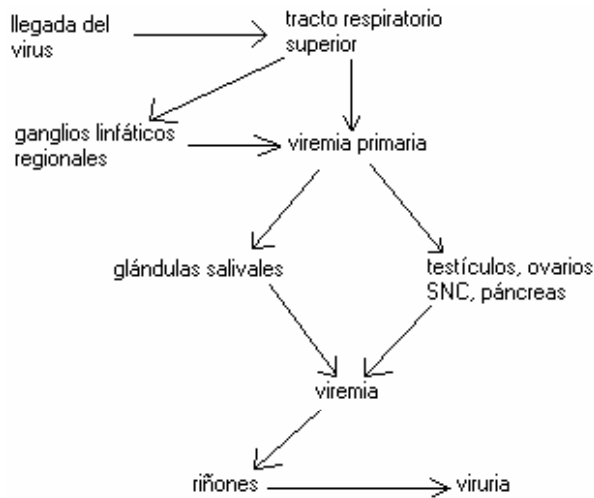 llegada del
virus
tracto respiratorio
superior
ganglios linfáticos
regionales
viremia primaria
glándulas salivales
testículos, ovarios
SNC, páncreas
viremia
riñones
viruria